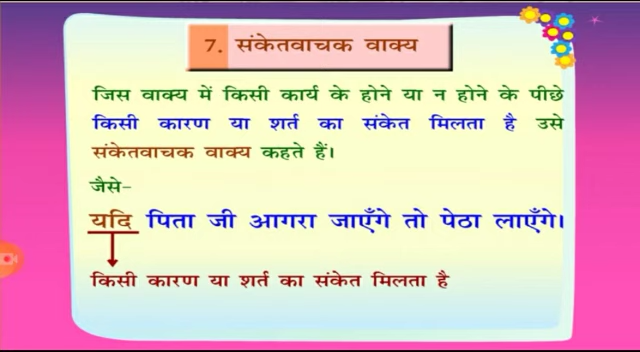 7. संकेतवाचक वाक्य
जिस वाक्य में किसी कार्य के होने या न होने के पीछे
किसी कारण या शर्त का संकेत मिलता है उसे
संकेतवाचक वाक्य कहते हैं।
जैसे-
यदि पिता जी आगरा जाएँगे तो पेठा लाएँगे।
किसी कारण या शर्त का संकेत मिलता है